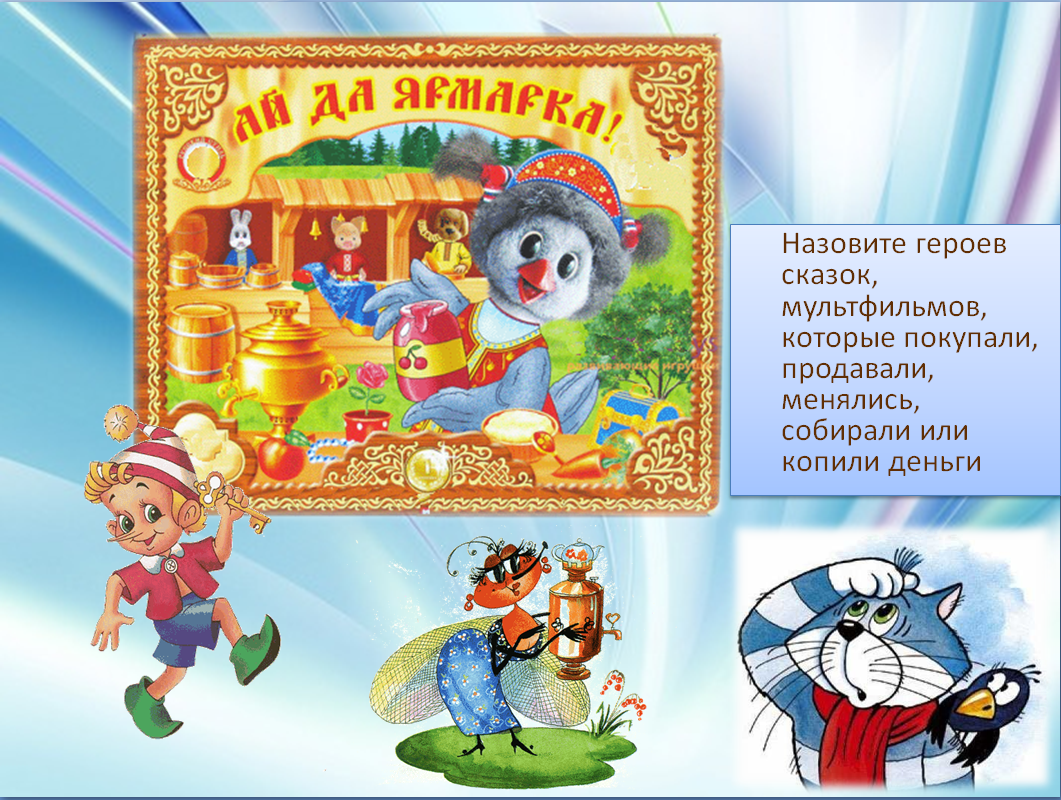 АЙ ДА ЯРМАРКА!
Назовите героев
сказок,
мультфильмов,
которые покупали,
продавали,
менялись,
собирали или
копили деньги